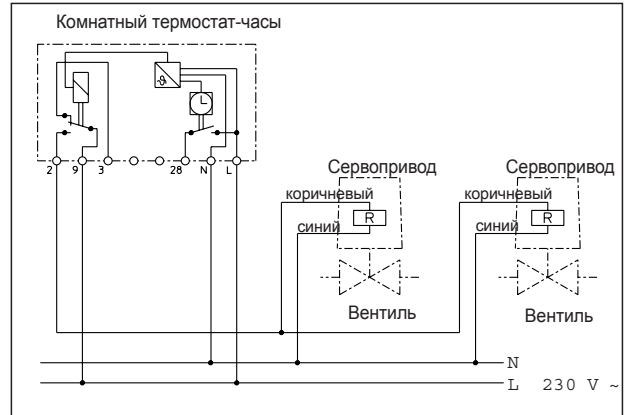 Комнатный термостат-часы
ϑ
L
2 9 3 28 N L
Сервопривод Сервопривод
коричневый коричневый
R R
синий синий
Вентиль Вентиль
N
L 230 V ~